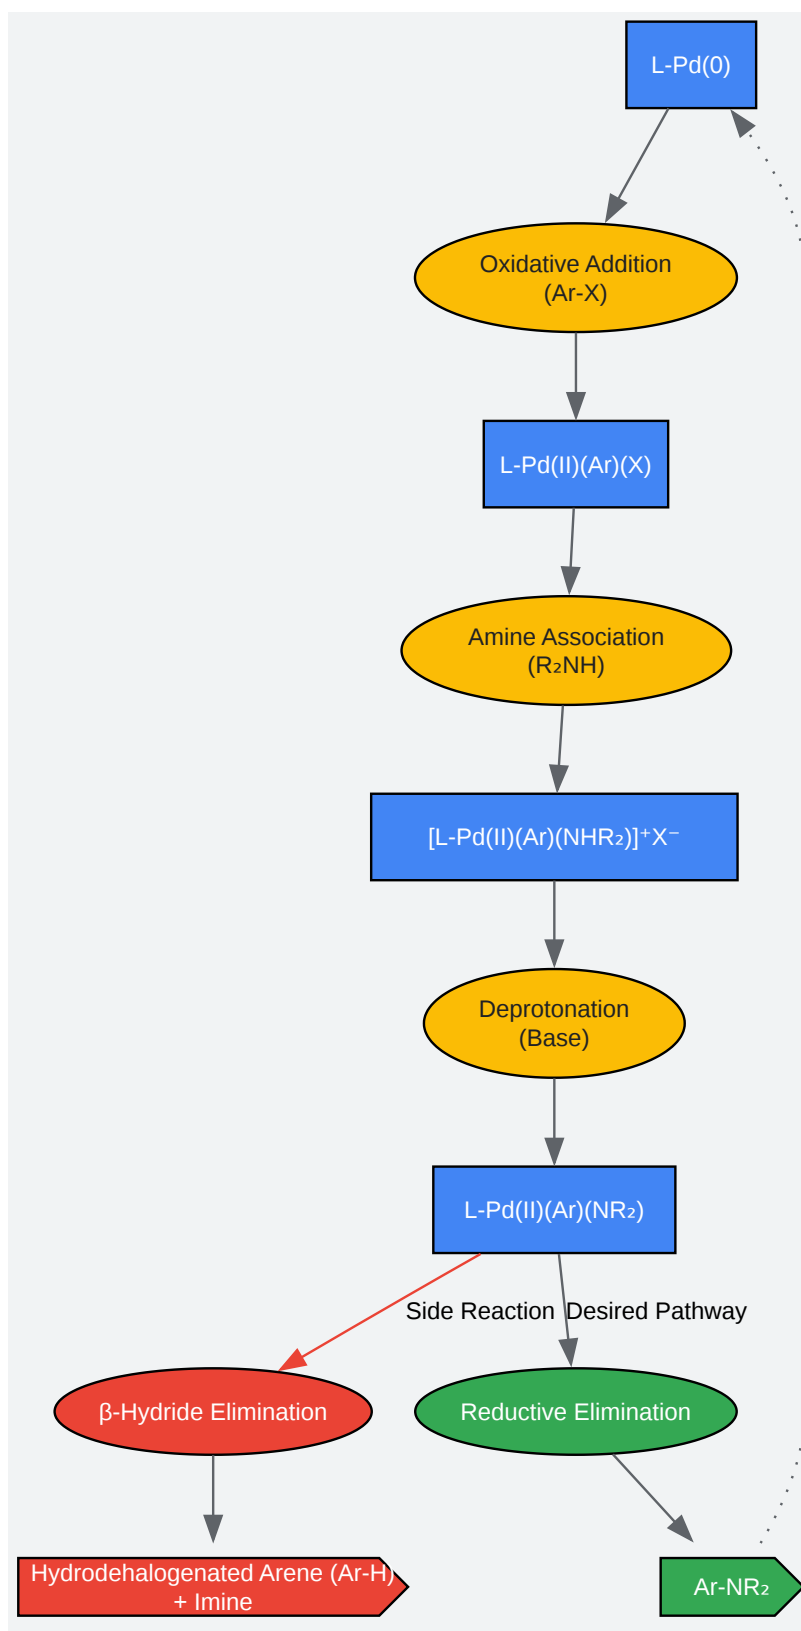 L-Pd(0)
Oxidative Addition
(Ar-X)
L-Pd(II)(Ar)(X)
Amine Association
(R₂NH)
[L-Pd(II)(Ar)(NHR₂)]⁺X⁻
Deprotonation
(Base)
L-Pd(II)(Ar)(NR₂)
Side Reaction
Desired Pathway
β-Hydride Elimination
Reductive Elimination
Hydrodehalogenated Arene (Ar-H)
+ Imine
Ar-NR₂